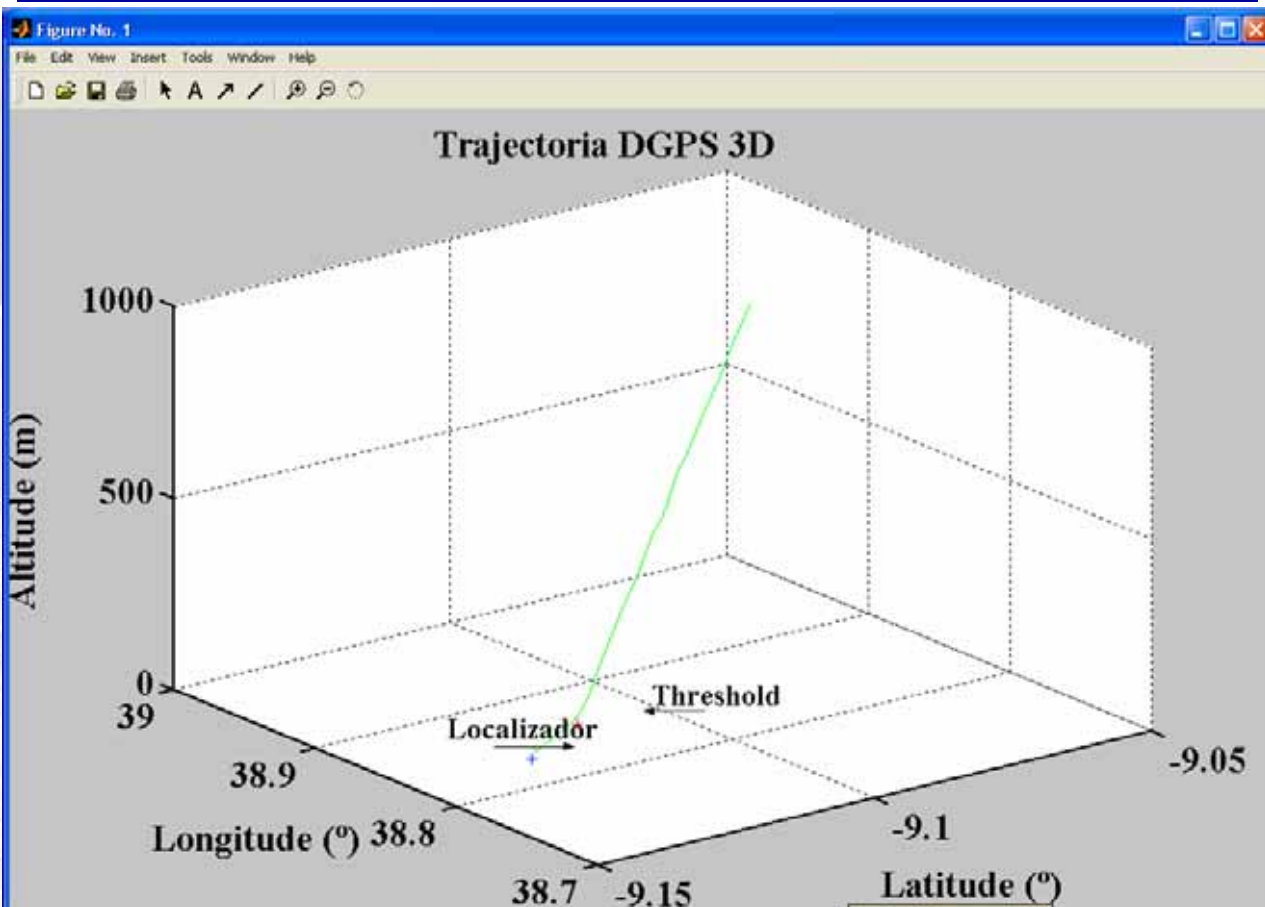 Figure No. 1
File Edit View Insert Tools Window Help
Trajectoria DGPS 3D
1000
500
0
Altitude (m)
39
38.9
38.8
38.7
Longitude (º)
Localizador
Threshold
-9.15
-9.1
-9.05
Latitude (º)